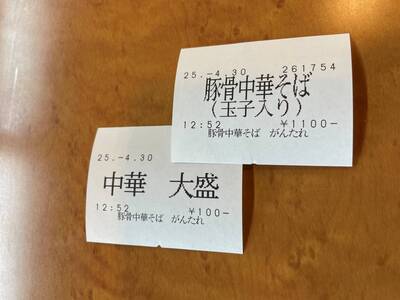 25.-4.30 261754
豚骨中華そば
(玉子入り)
12:52 ¥1100-
豚骨中華そば がんたれ
25.-4.30
中華 大盛
12:52 ¥100-
豚骨中華そば がんたれ